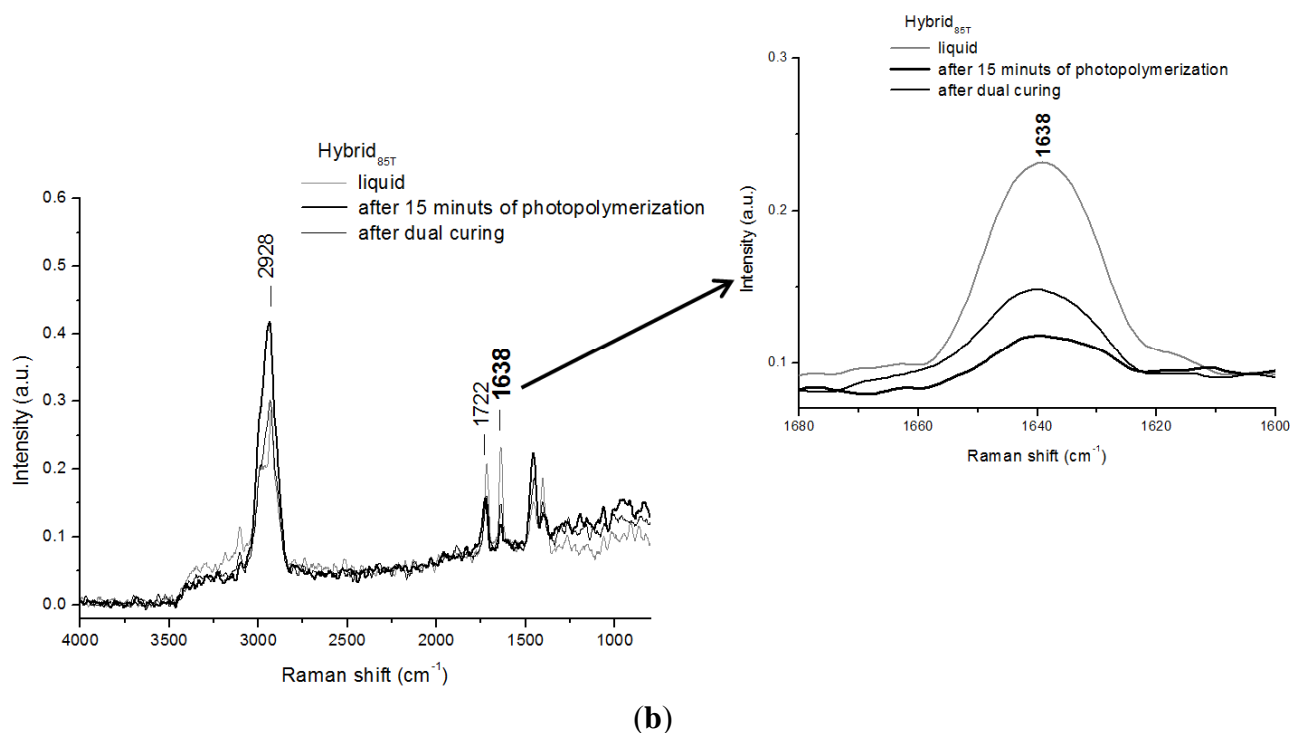 Hybrid85T
liquid
after 15 minuts of photopolymerization
after dual curing
0.6
0.5
0.4
0.3
0.2
0.1
0.0
Intensity (a.u.)
2928
1722
1638
4000 3500 3000 2500 2000 1500 1000
Raman shift (cm-1)
Hybrid85T
liquid
after 15 minuts of photopolymerization
after dual curing
0.3
0.2
0.1
Intensity (a.u.)
1638
1680 1660 1640 1620 1600
Raman shift (cm-1)
(b)